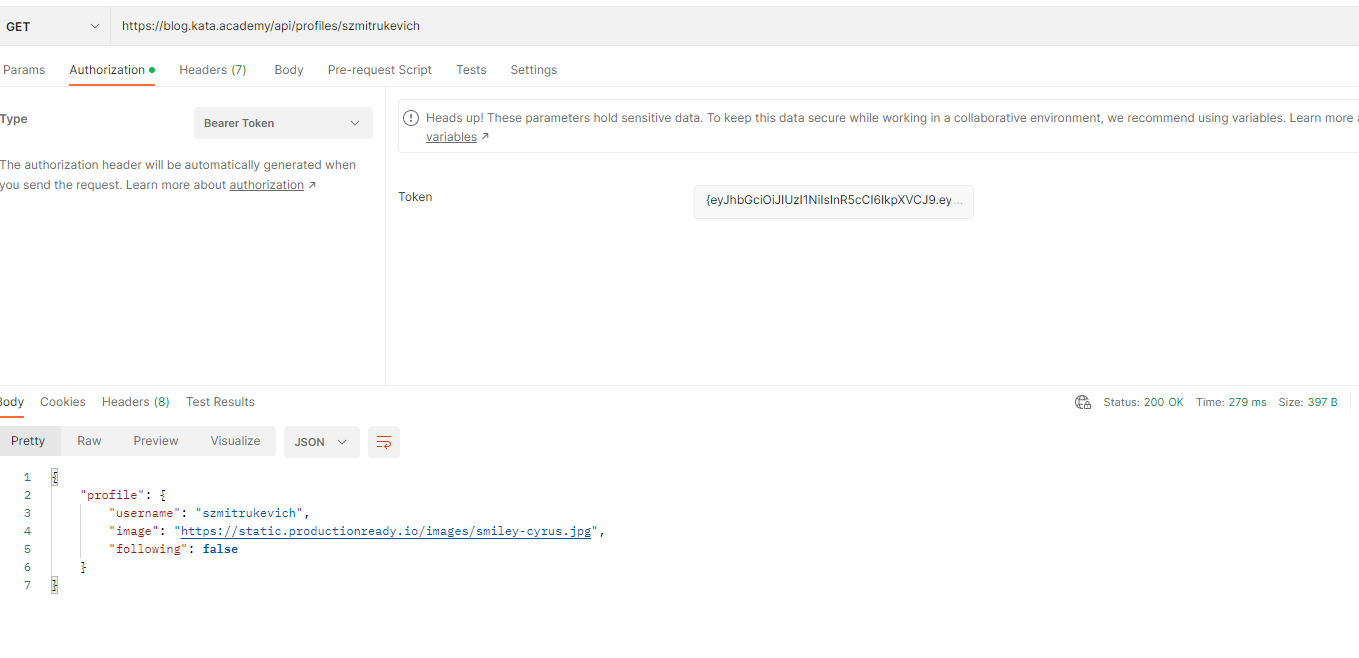 GET https://blog.kata.academy/api/profiles/szmitrukevich
Params Authorization Headers (7) Body Pre-request Script Tests Settings
Type Bearer Token
The authorization header will be automatically generated when
you send the request. Learn more about authorization ↗
Heads up! These parameters hold sensitive data. To keep this data secure while working in a collaborative environment, we recommend using variables. Learn more
variables ↗
Token {eyJhbGciOiJIUzI1NiIsInR5cCI6IkpXVCJ9.ey...
Body Cookies Headers (8) Test Results Status: 200 OK Time: 279 ms Size: 397 B
Pretty Raw Preview Visualize JSON
1 {
2 "profile": {
3 "username": "szmitrukevich",
4 "image": "https://static.productionready.io/images/smiley-cyrus.jpg",
5 "following": false
6 }
7 }